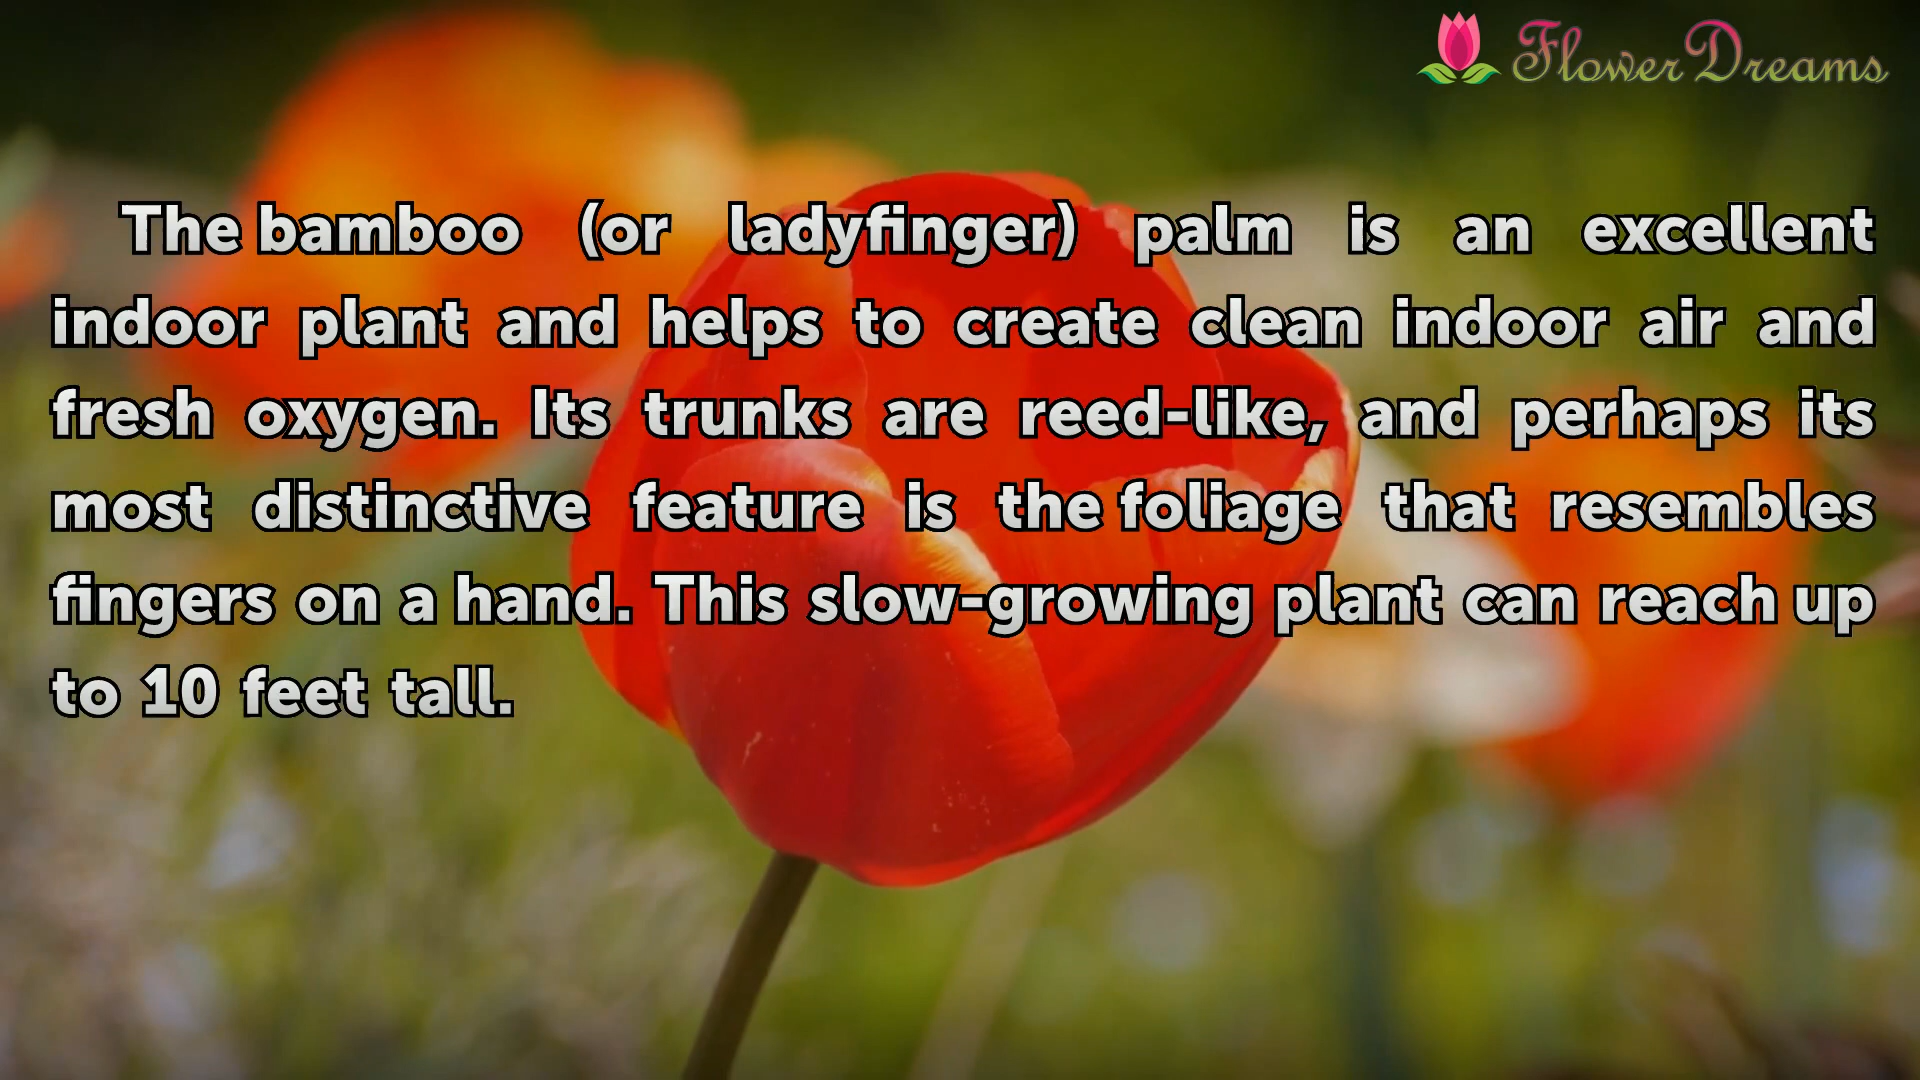 Flower Dreams
The bamboo (or ladyfinger) palm is an excellent
indoor plant and helps to create clean indoor air and
fresh oxygen. Its trunks are reed-like, and perhaps its
most distinctive feature is the foliage that resembles
fingers on a hand. This slow-growing plant can reach up
to 10 feet tall.